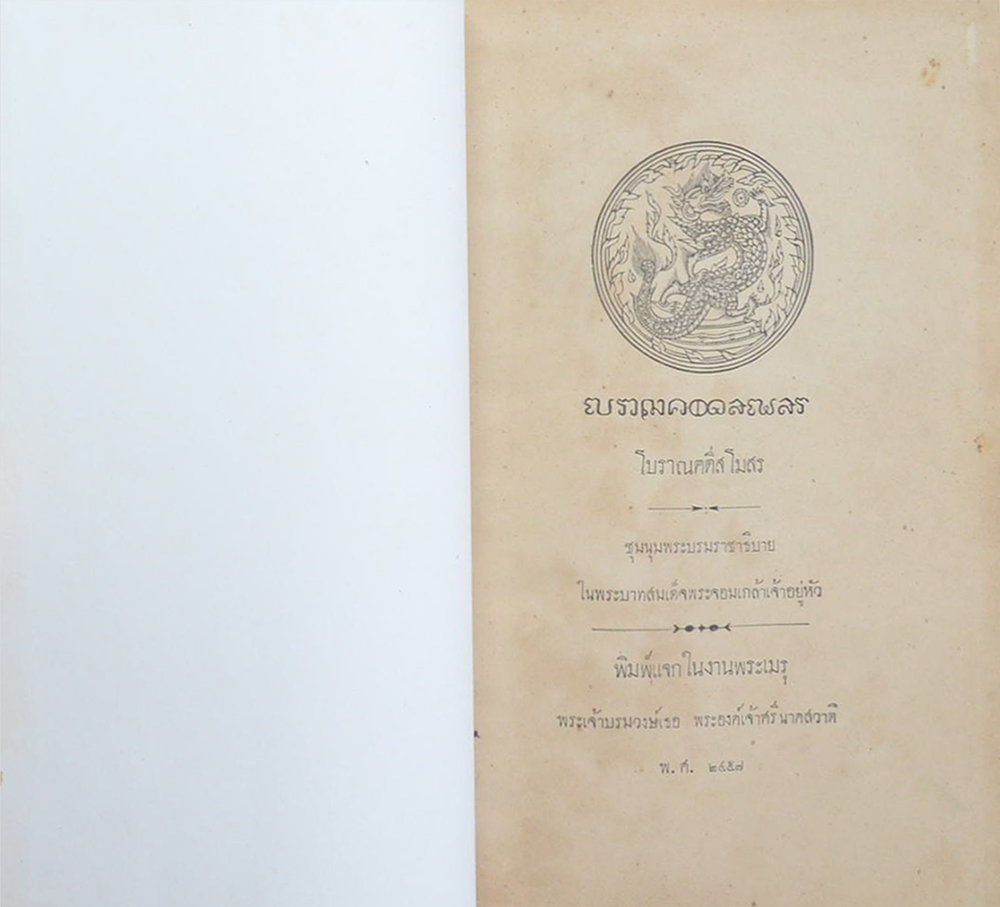 โบราณคดีสโมสร
ชุมนุมพระบรมราชาธิบาย
ในพระบาทสมเด็จพระจอมเกล้าเจ้าอยู่หัว
พิมพ์แจกในงานพระเมรุ
พระเจ้าบรมวงษ์เธอ พระองค์เจ้าศรีนาคสวาดิ
พ. ศ. ๒๔๕๗